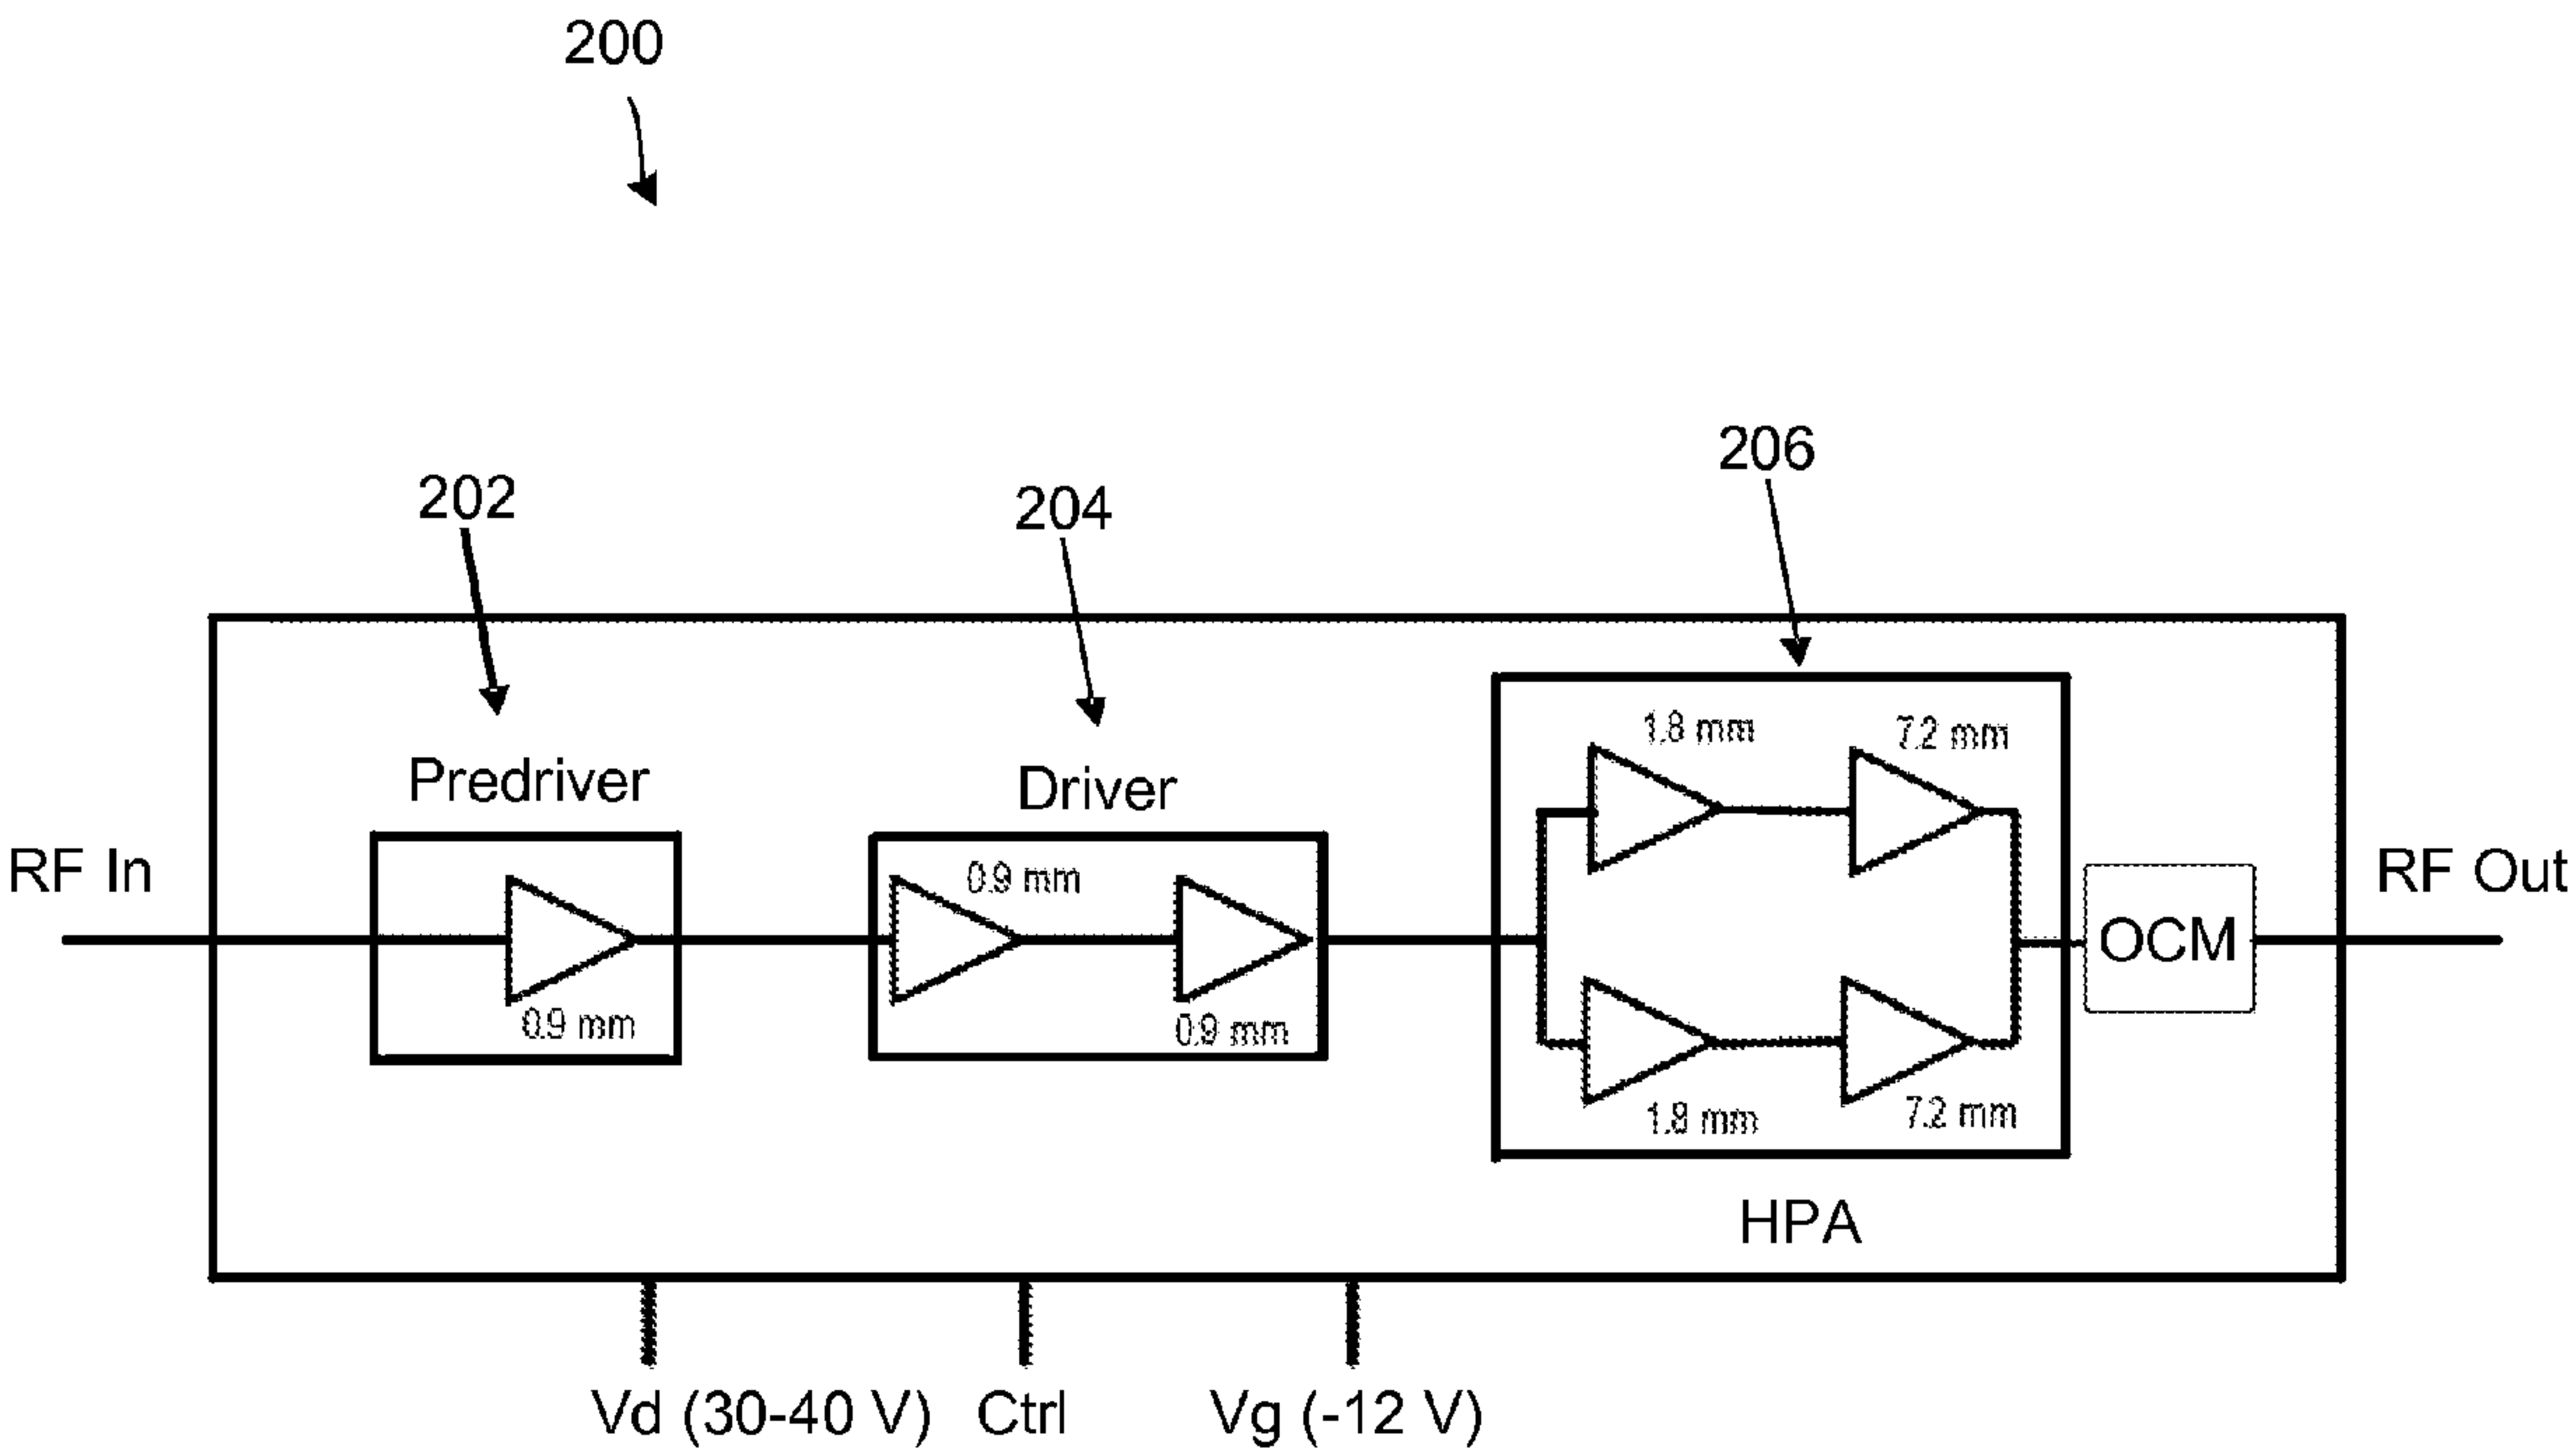 200
206
202
204
1.8 mm
7.2 mm
Predriver
Driver
RF In
0.9 mm
RF Out
OCM
0.9 mm
0.9 mm
1.8 mm
7.2 mm
HPA
Vd (30-40 V)
Ctrl
Vg (-12 V)